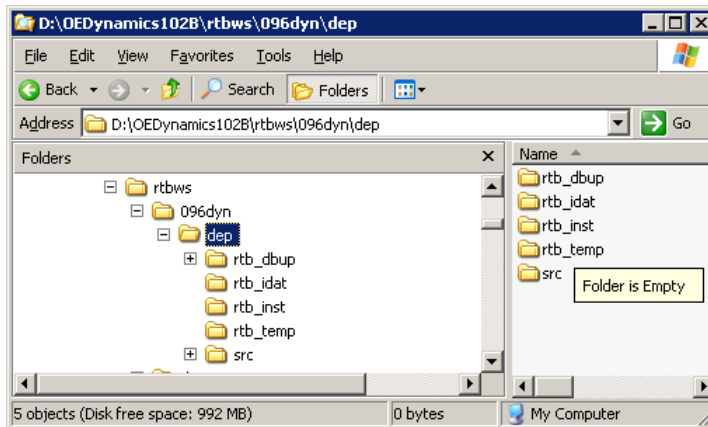 D:\OEDynamics102B\rtbws\096dyn\dep
File Edit View Favorites Tools Help
Back Search Folders
Address D:\OEDynamics102B\rtbws\096dyn\dep Go
Folders
rtbws
096dyn
dep
rtb_dbup
rtb_idat
rtb_inst
rtb_temp
src
Name
rtb_dbup
rtb_idat
rtb_inst
rtb_temp
src
Folder is Empty
5 objects (Disk free space: 992 MB) 0 bytes My Computer